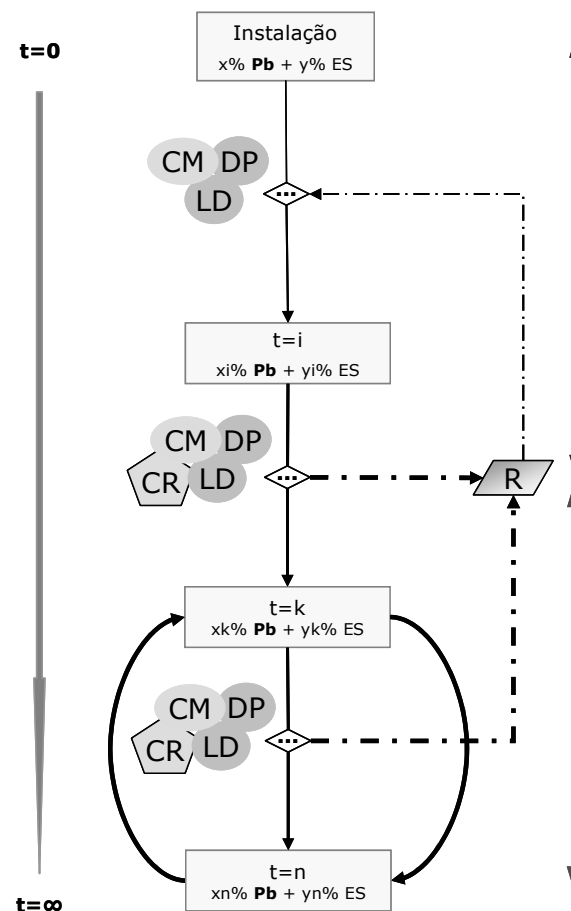 Instalação
x% Pb + y% ES
t=0
CM DP
LD
...
t=i
xi% Pb + yi% ES
CM DP
CR LD
...
R
t=k
xk% Pb + yk% ES
CM DP
CR LD
...
t=n
xn% Pb + yn% ES
t=∞